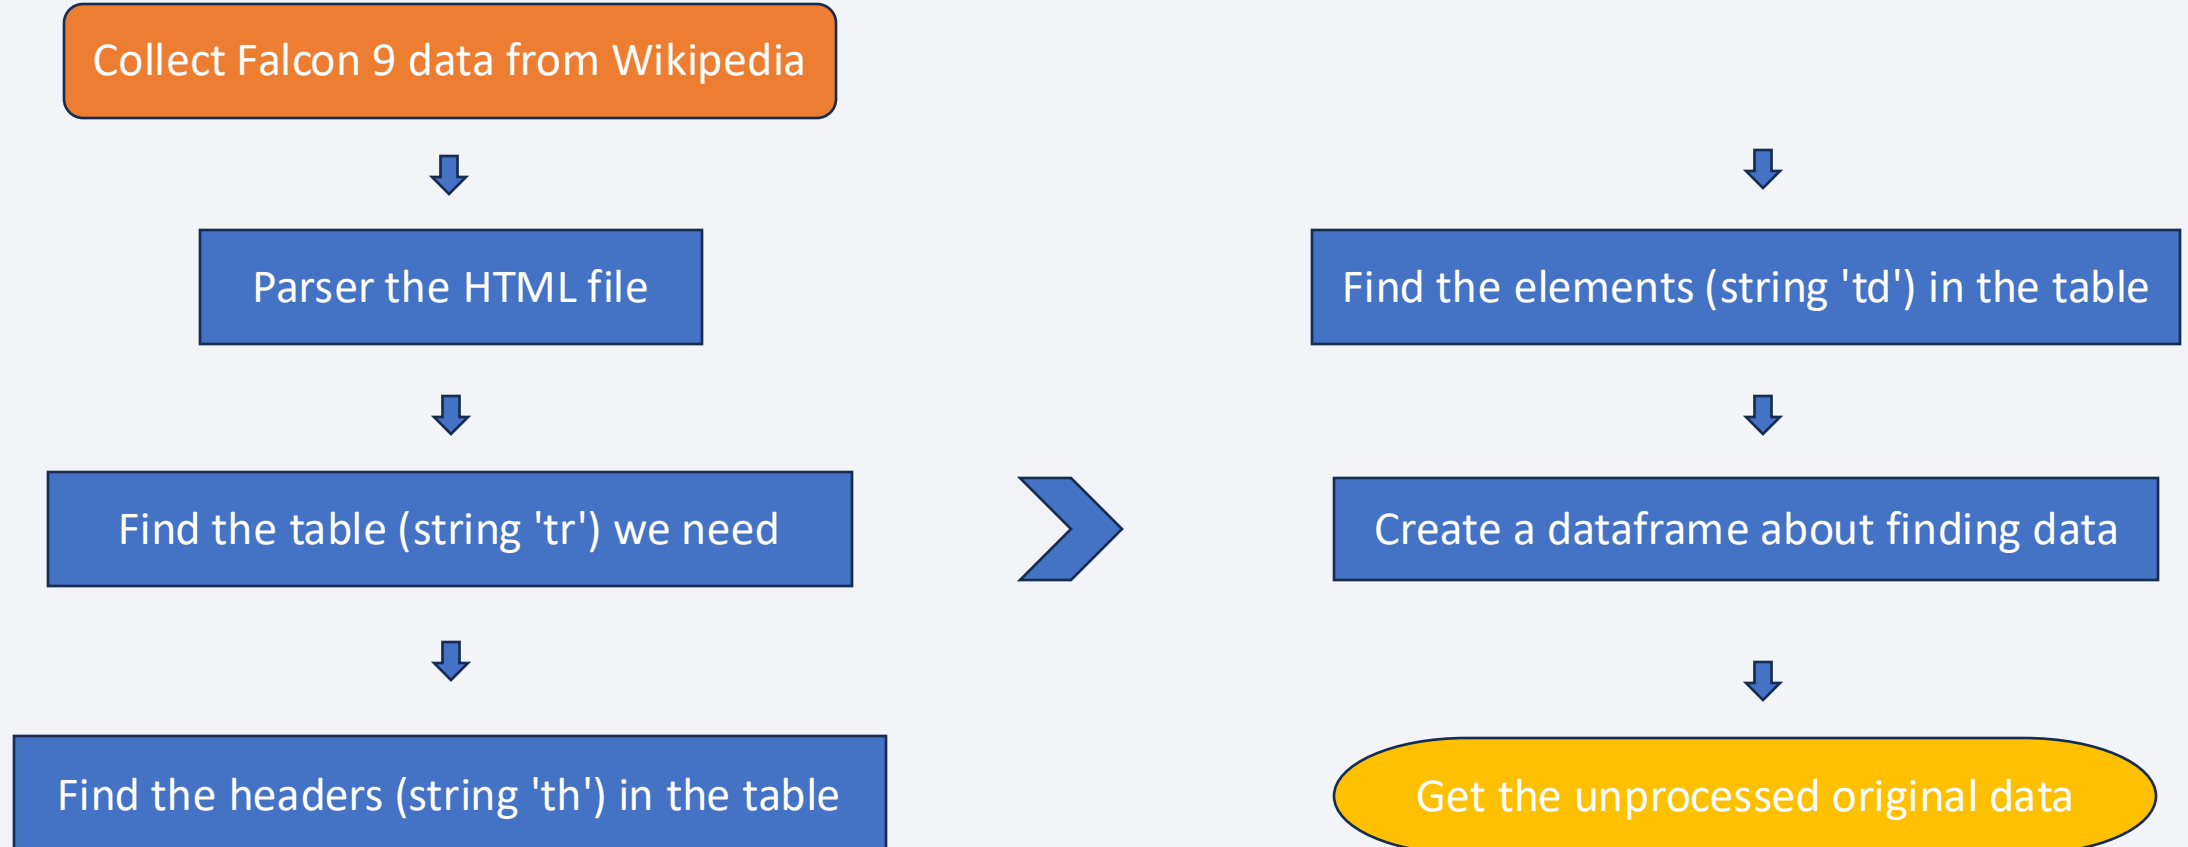 Collect Falcon 9 data from Wikipedia
Parser the HTML file
Find the table (string 'tr') we need
Find the headers (string 'th') in the table
Find the elements (string 'td') in the table
Create a dataframe about finding data
Get the unprocessed original data